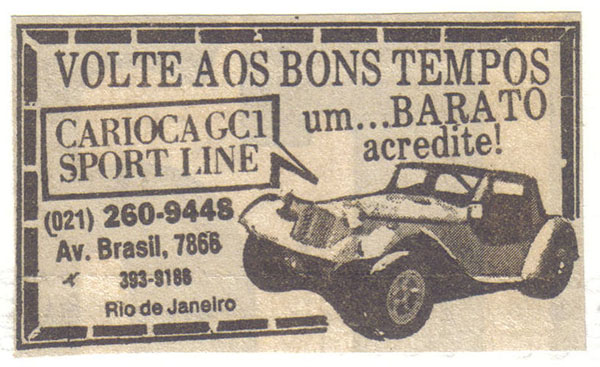 VOLTE AOS BONS TEMPOS
um...BARATO
acredite!
CARIOCA GC1
SPORT LINE
(021) 260-9448
Av. Brasil, 7866
393-9186
Rio de Janeiro